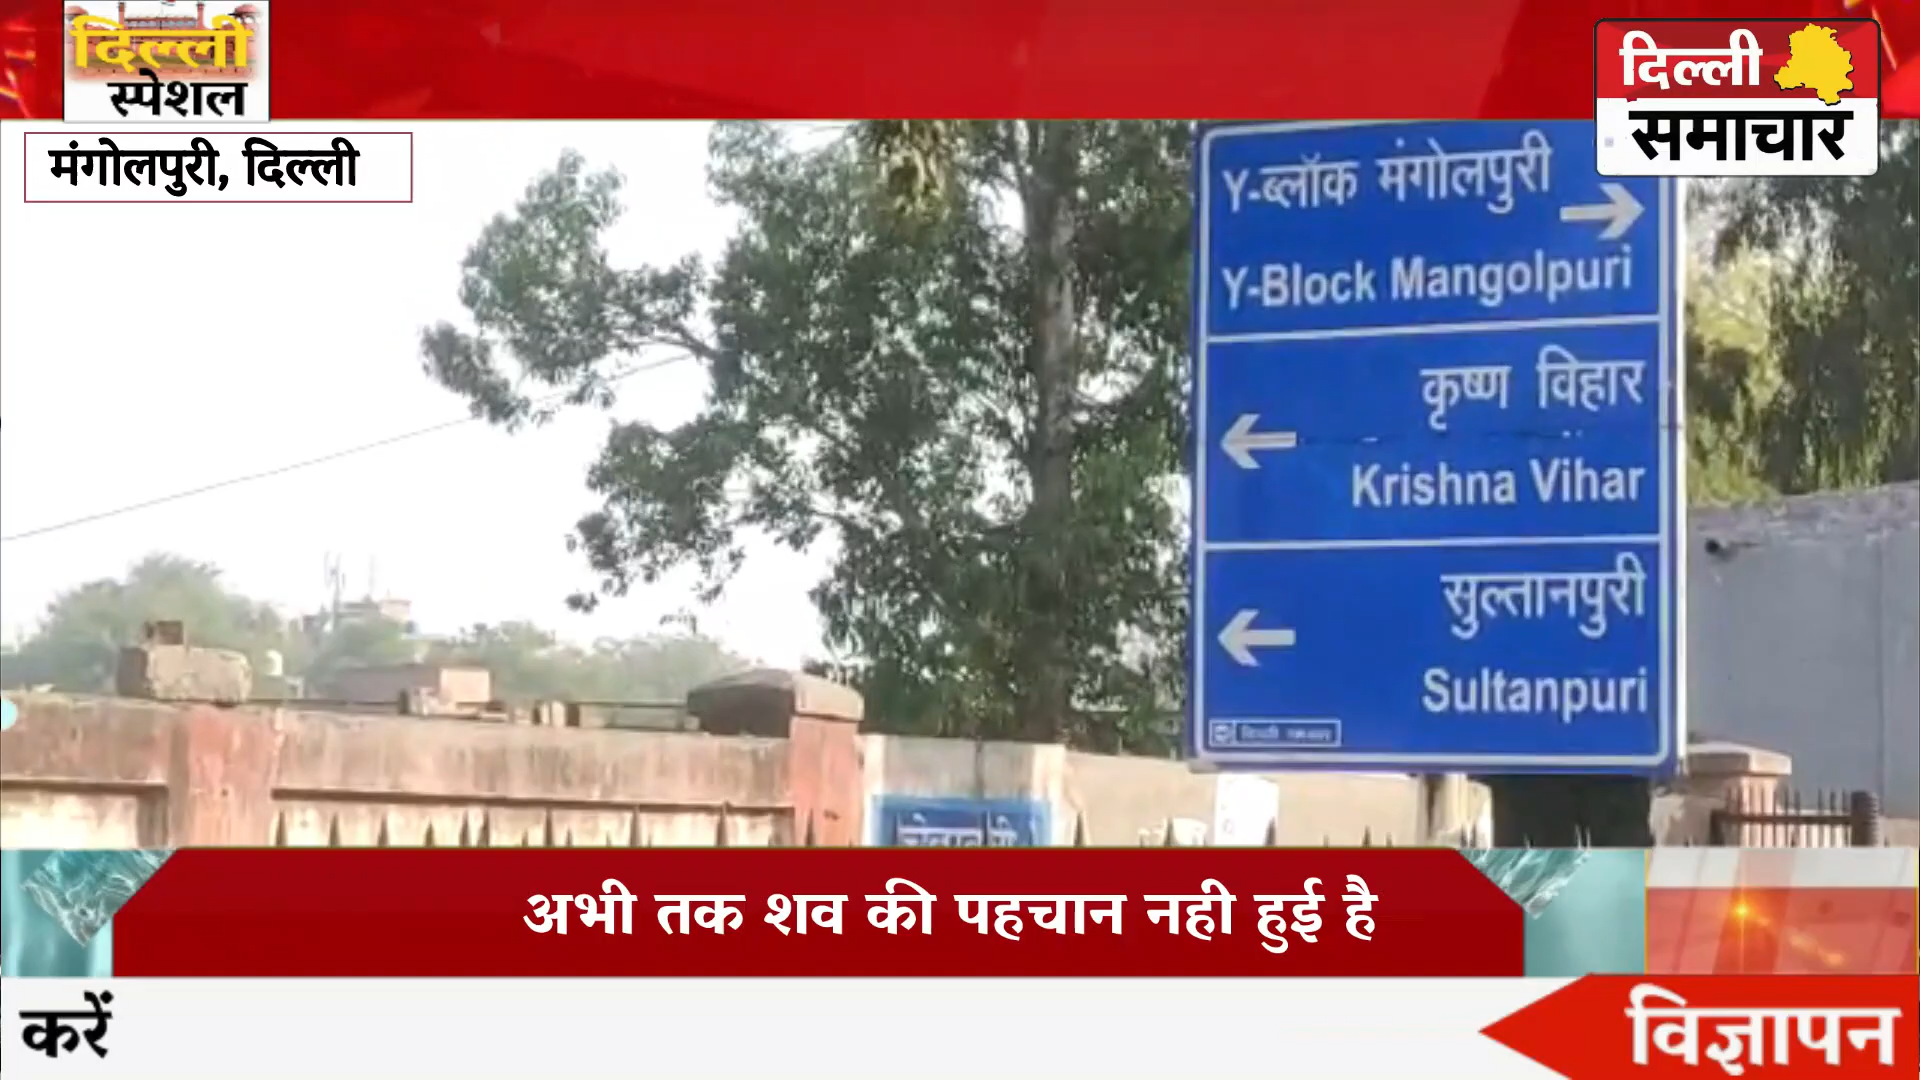 दिल्ली
स्पेशल
दिल्ली
समाचार
मंगोलपुरी, दिल्ली
Y-ब्लॉक मंगोलपुरी
Y-Block Mangolpuri
कृष्ण विहार
Krishna Vihar
सुल्तानपुरी
Sultanpuri
अभी तक शव की पहचान नही हुई है
करें
विज्ञापन